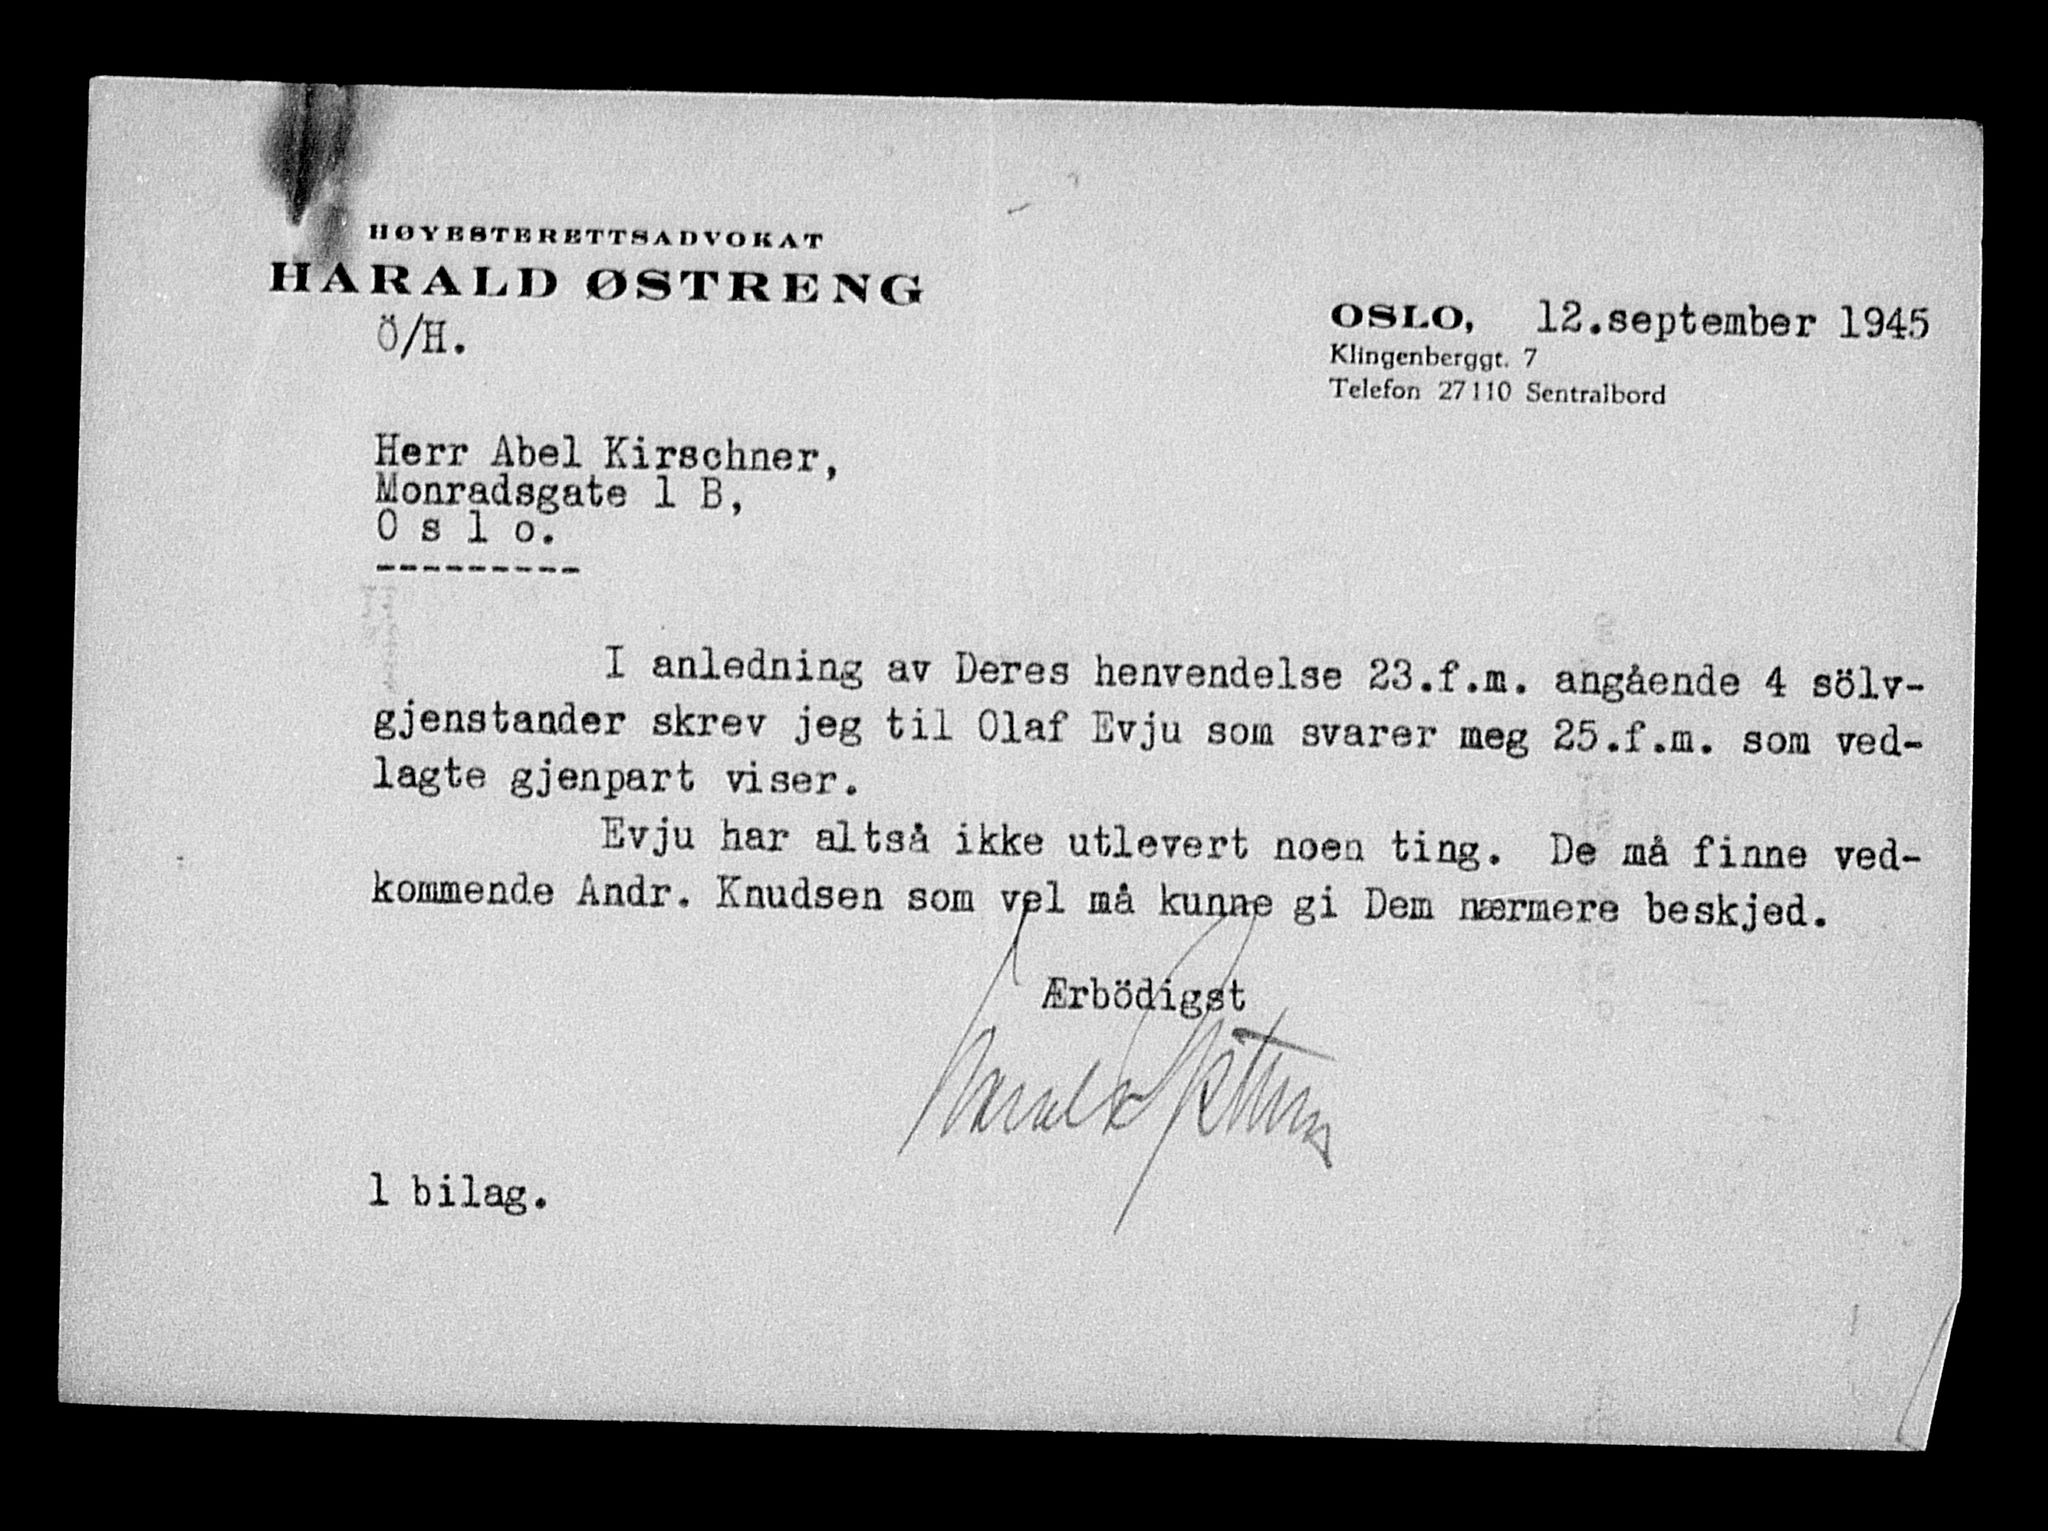 HØYESTERETTSADVOKAT
HARALD ØSTRENG
Ö/H.
OSLO, 12.september 1945
Klingenberggt. 7
Telefon 27110 Sentralbord
Herr Abel Kirschner,
Monradsgate 1 B,
O s l o.
---------
I anledning av Deres henvendelse 23.f.m. angående 4 sölv-
gjenstander skrev jeg til Olaf Evju som svarer meg 25.f.m. som ved-
lagte gjenpart viser.
Evju har altså ikke utlevert noen ting. De må finne ved-
kommende Andr. Knudsen som vel må kunne gi Dem nærmere beskjed.
Ærbödigst
Harald Østreng
1 bilag.